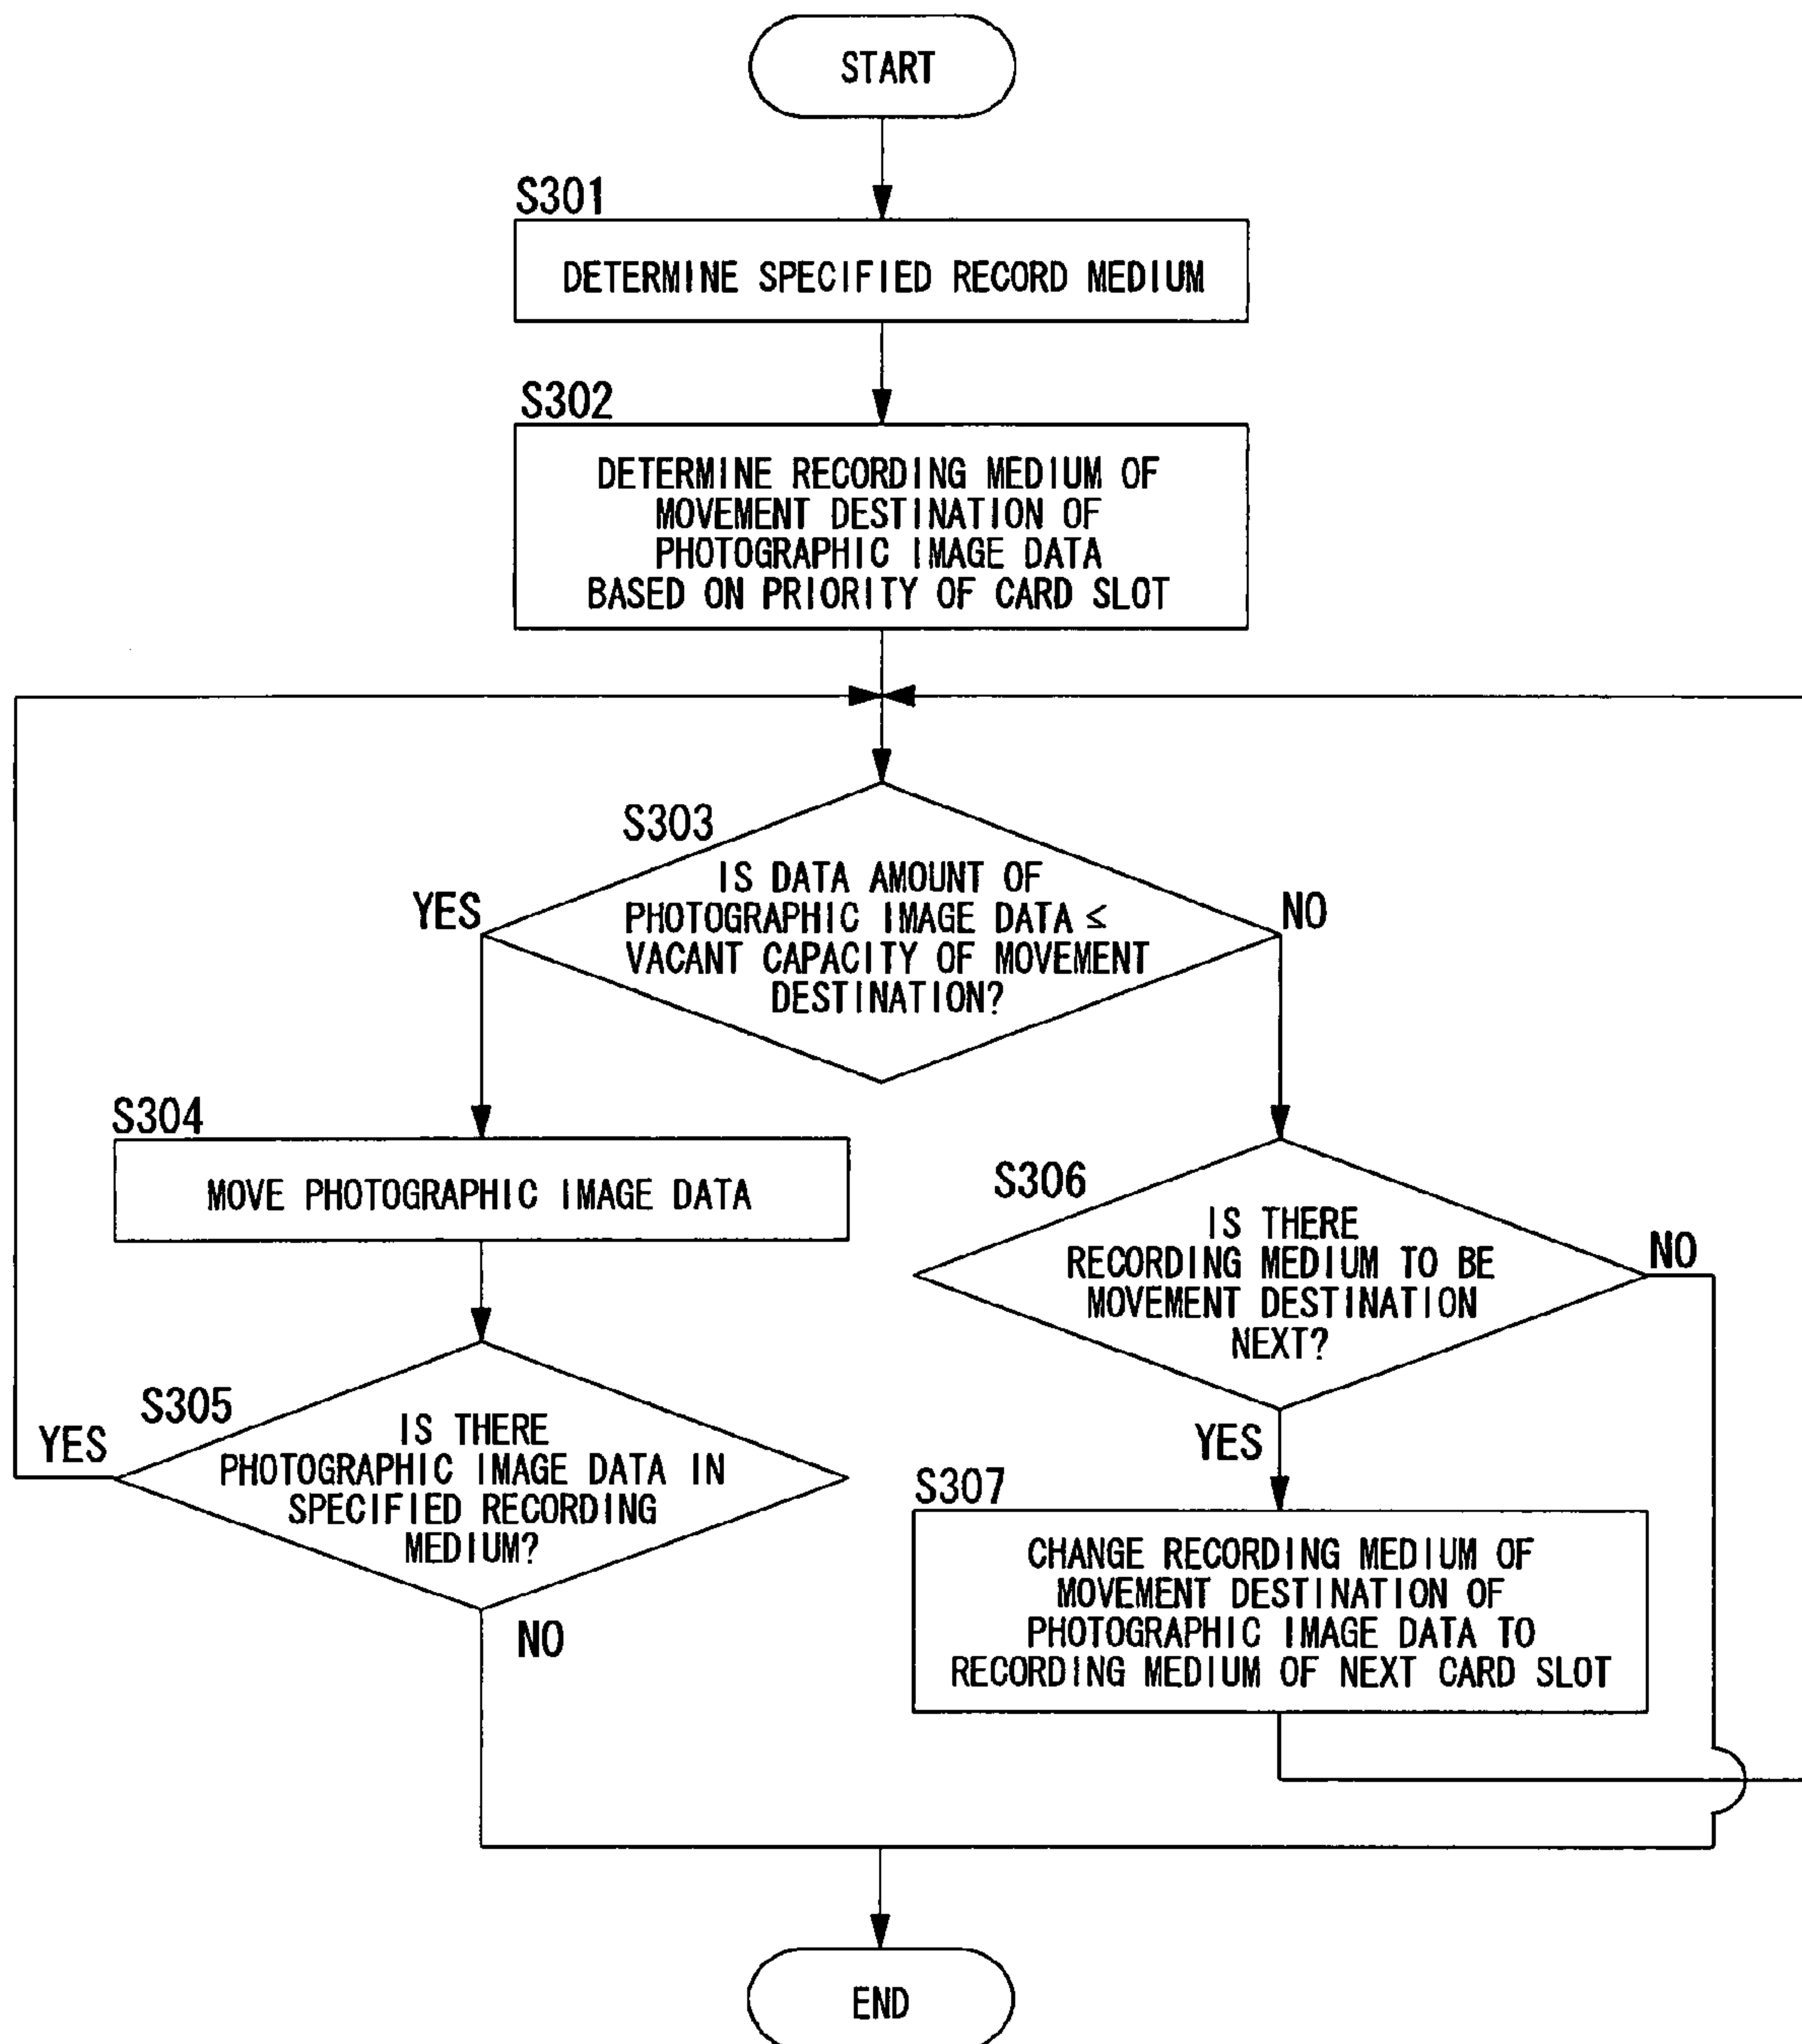 START
S301
DETERMINE SPECIFIED RECORD MEDIUM
S302
DETERMINE RECORDING MEDIUM OF
MOVEMENT DESTINATION OF
PHOTOGRAPHIC IMAGE DATA
BASED ON PRIORITY OF CARD SLOT
S303
IS DATA AMOUNT OF
PHOTOGRAPHIC IMAGE DATA ≤
VACANT CAPACITY OF MOVEMENT
DESTINATION?
YES
NO
S304
MOVE PHOTOGRAPHIC IMAGE DATA
S305
IS THERE
PHOTOGRAPHIC IMAGE DATA IN
SPECIFIED RECORDING
MEDIUM?
YES
NO
S306
IS THERE
RECORDING MEDIUM TO BE
MOVEMENT DESTINATION
NEXT?
NO
YES
S307
CHANGE RECORDING MEDIUM OF
MOVEMENT DESTINATION OF
PHOTOGRAPHIC IMAGE DATA TO
RECORDING MEDIUM OF NEXT CARD SLOT
END